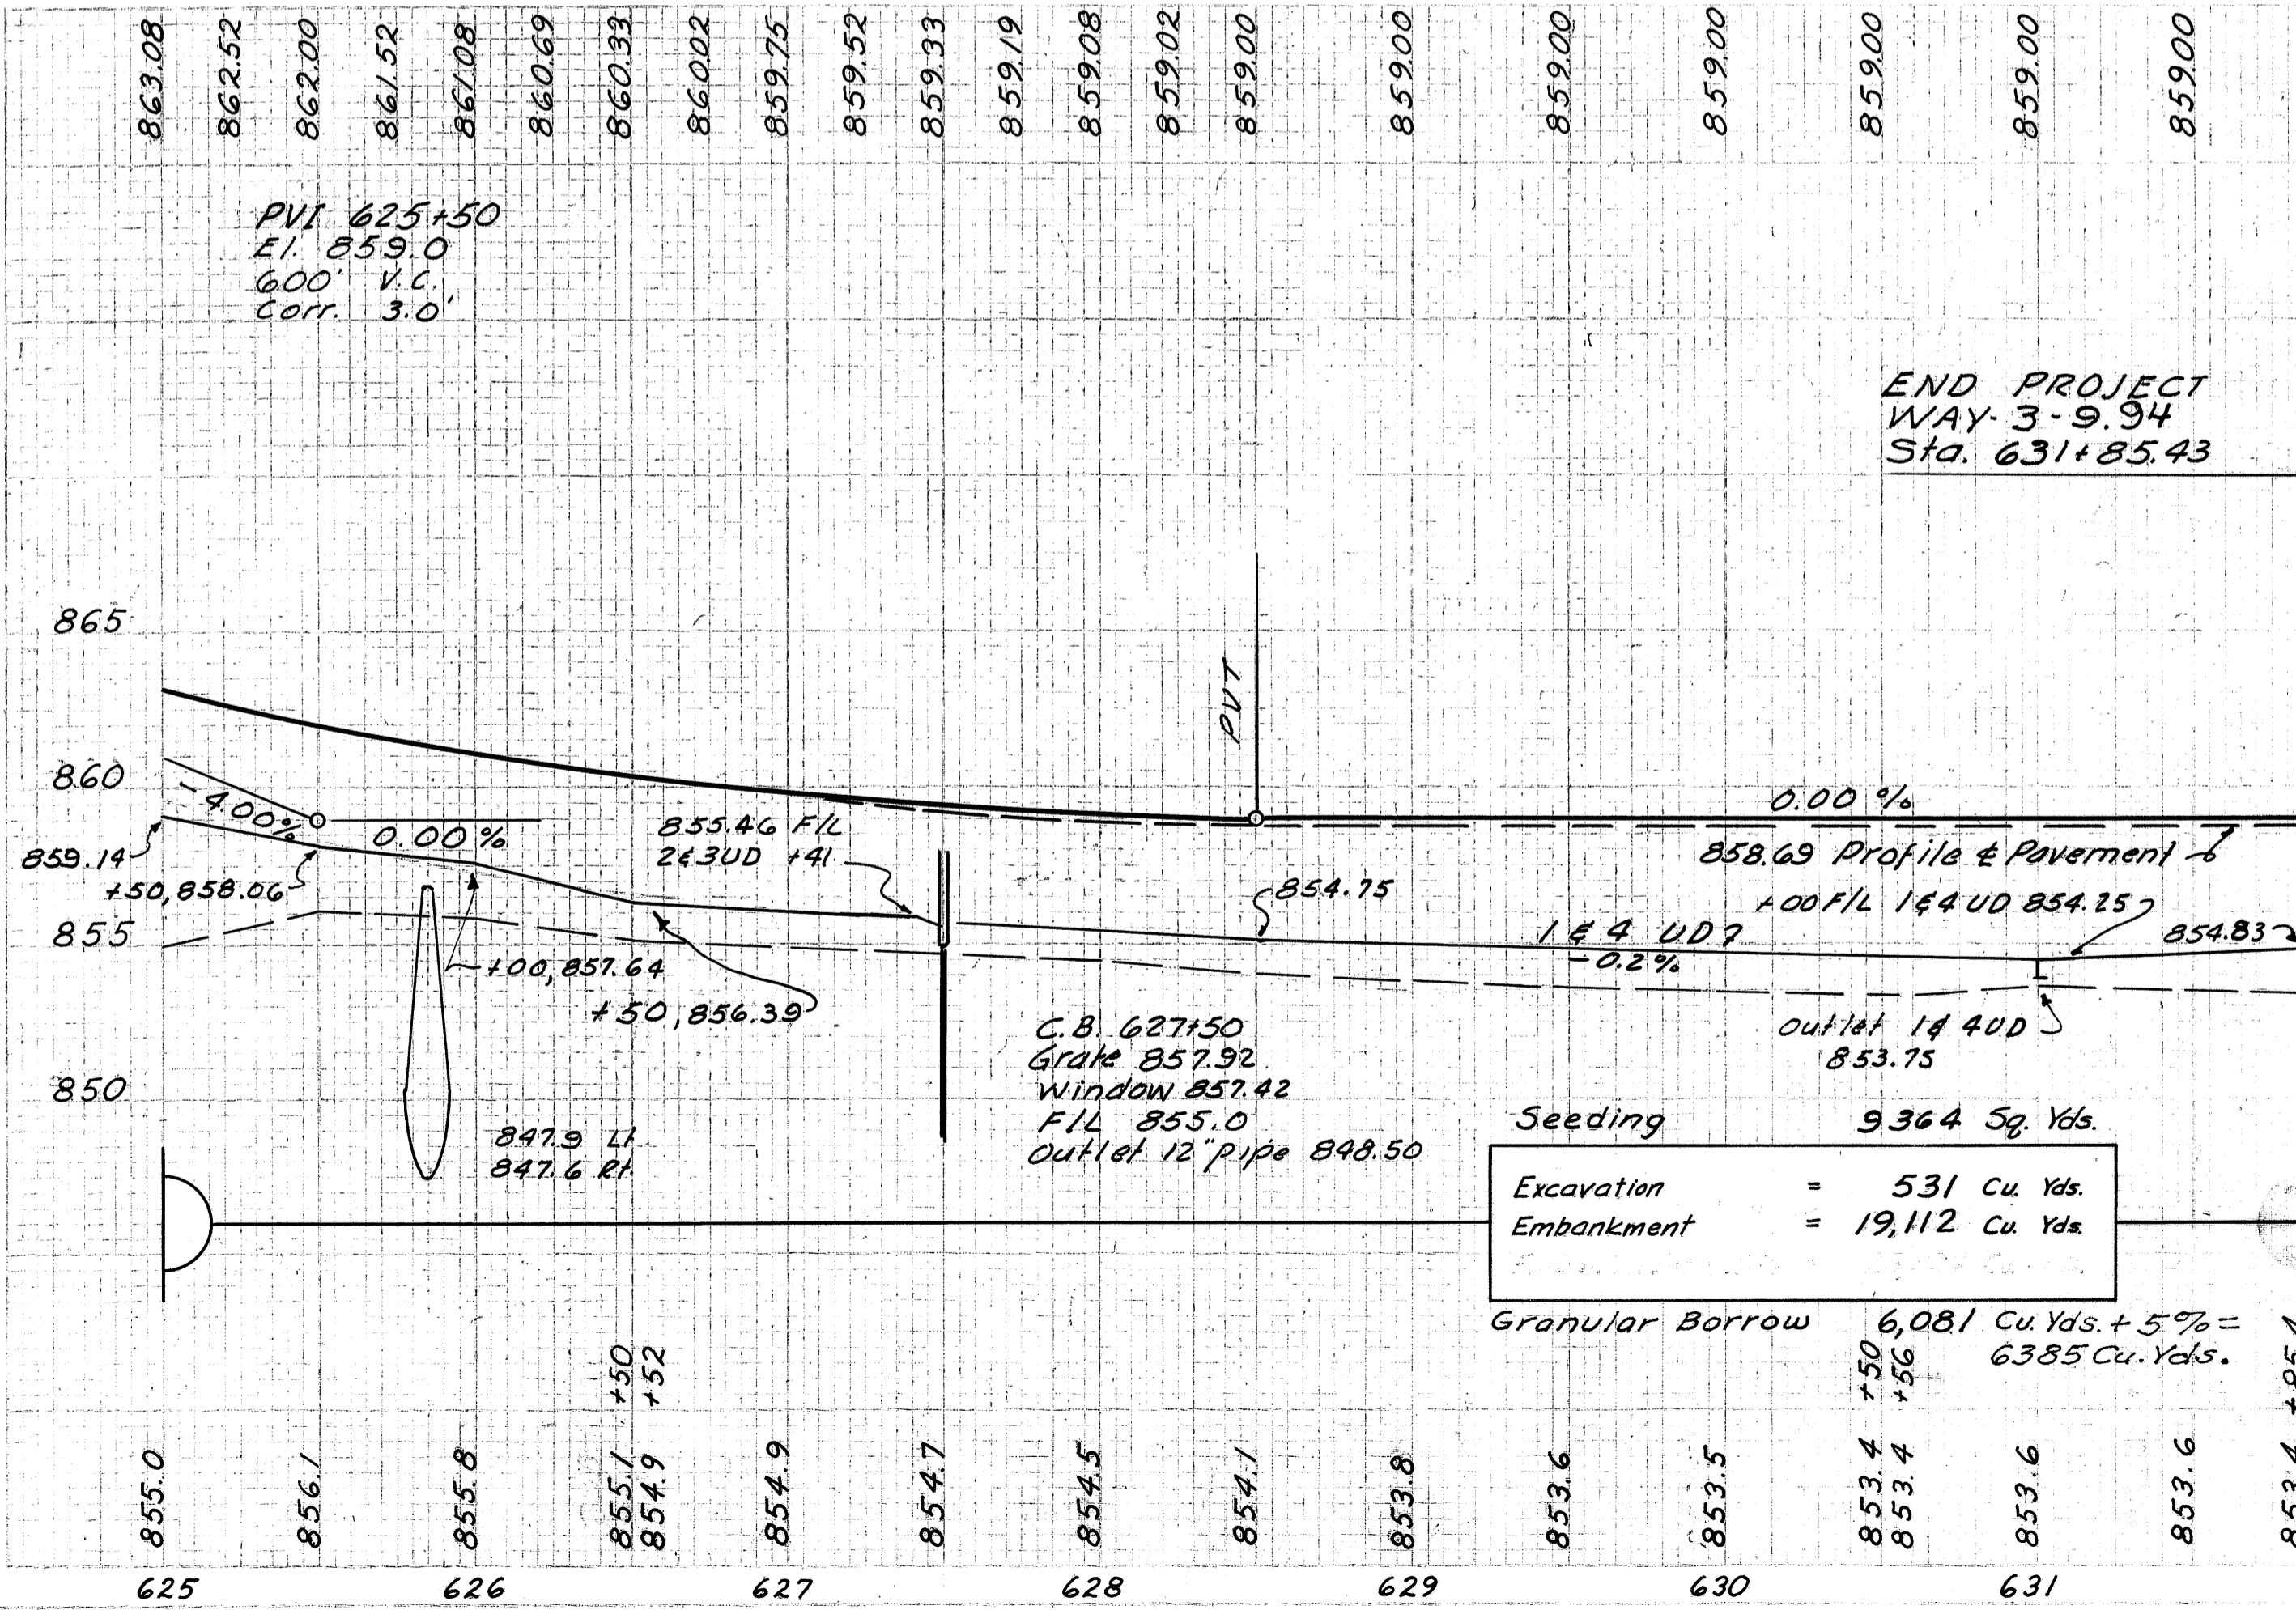 863.08
862.52
862.00
861.52
861.08
860.69
860.33
860.02
859.75
859.52
859.33
859.19
859.08
859.02
859.00
859.00
859.00
859.00
859.00
859.00
859.00
PVI 625+50
El. 859.0
600' V.C.
Corr. 3.0'
END PROJECT
WAY-3-9.94
Sta. 631+85.43
865
PVT
860
-4.00%
0.00%
0.00%
859.14
+50,858.06
855.46 F/L
2&3UD +41
858.69 Profile ¢ Pavement
854.75
+00 F/L 1&4 UD 854.25
855
1 & 4 UD
-0.2%
854.83
+00,857.64
+50,856.39
C.B. 627+50
Grate 857.92
Window 857.42
F/L 855.0
Outlet 12" pipe 848.50
Outlet 1&4UD
853.75
850
847.9 Lt
847.6 Rt
Seeding 9364 Sq. Yds.
Excavation = 531 Cu. Yds.
Embankment = 19,112 Cu. Yds.
Granular Borrow 6,081 Cu. Yds. + 5% =
6385 Cu. Yds.
855.0
856.1
855.8
855.1 +50
854.9 +52
854.9
854.7
854.5
854.1
853.8
853.6
853.5
853.4 +50
853.4 +56
853.6
853.6
853.4 +85.4
625 626 627 628 629 630 631